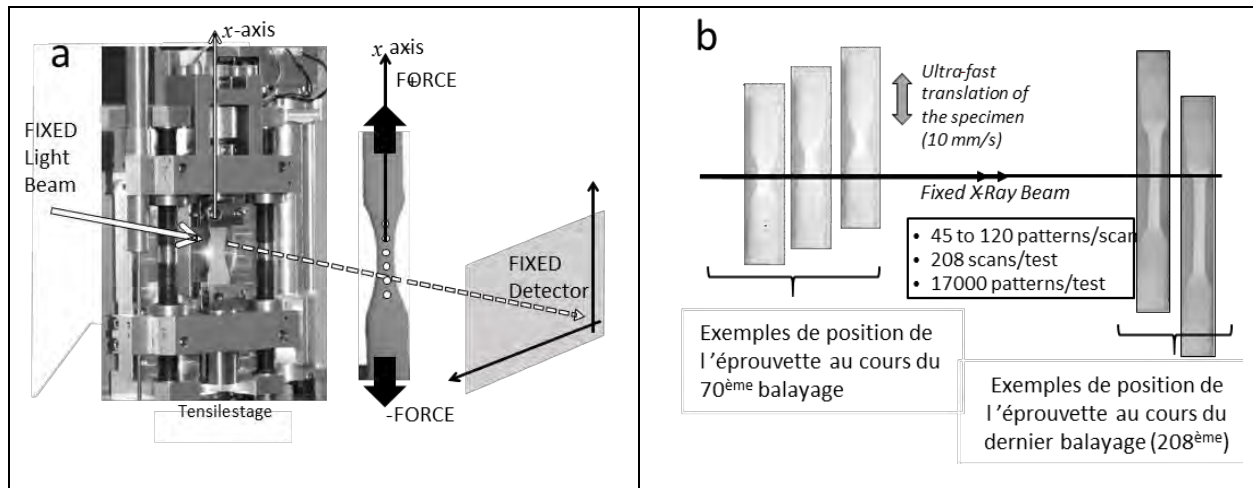 a
x-axis
FIXED
Light
Beam
x axis
+
FORCE
FIXED
Detector
-FORCE
Tensilestage
b
Ultra-fast
translation of
the specimen
(10 mm/s)
Fixed X-Ray Beam
• 45 to 120 patterns/scan
• 208 scans/test
• 17000 patterns/test
Exemples de position de
l ’éprouvette au cours du
70ème balayage
Exemples de position de
l ’éprouvette au cours du
dernier balayage (208ème)